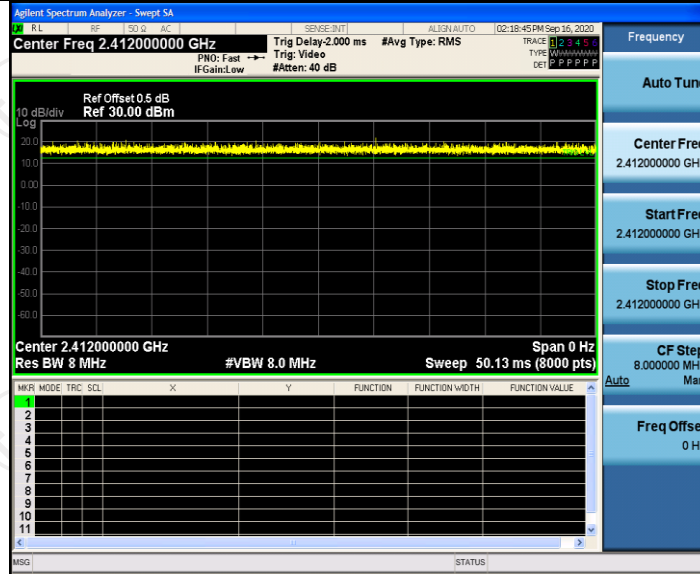 Agilent Spectrum Analyzer - Swept SA
RL RF 50 Ω AC SENSE:INT ALIGN AUTO 02:18:45 PM Sep 16, 2020
Center Freq 2.412000000 GHz
PNO: Fast
IFGain:Low
Trig Delay-2.000 ms
Trig: Video
#Atten: 40 dB
#Avg Type: RMS
TRACE 1 2 3 4 5 6
TYPE
DET P P P P P P
Ref Offset 0.5 dB
10 dB/div Ref 30.00 dBm
Log
20.0
10.0
0.00
-10.0
-20.0
-30.0
-40.0
-50.0
-60.0
Center 2.412000000 GHz Span 0 Hz
Res BW 8 MHz #VBW 8.0 MHz Sweep 50.13 ms (8000 pts)
MKR MODE TRC SCL X Y FUNCTION FUNCTION WIDTH FUNCTION VALUE
1
2
3
4
5
6
7
8
9
10
11
MSG STATUS
Frequency
Auto Tune
Center Freq
2.412000000 GH
Start Freq
2.412000000 GH
Stop Freq
2.412000000 GH
CF Step
8.000000 MH
Auto Ma
Freq Offse
0 H